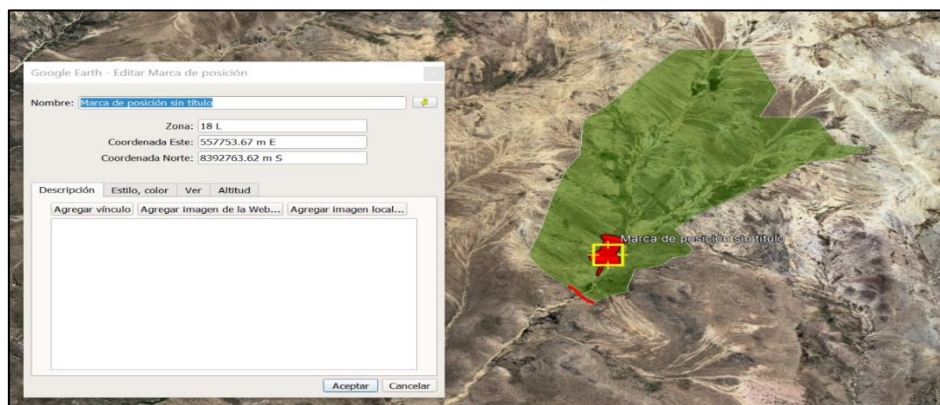 Google Earth - Editar Marca de posición
Nombre: Marca de posición sin título
Zona: 18 L
Coordenada Este: 557753.67 m E
Coordenada Norte: 8392763.62 m S
Descripción Estilo, color Ver Altitud
Agregar vínculo Agregar imagen de la Web... Agregar imagen local...
Marca de posición sin título
Aceptar Cancelar